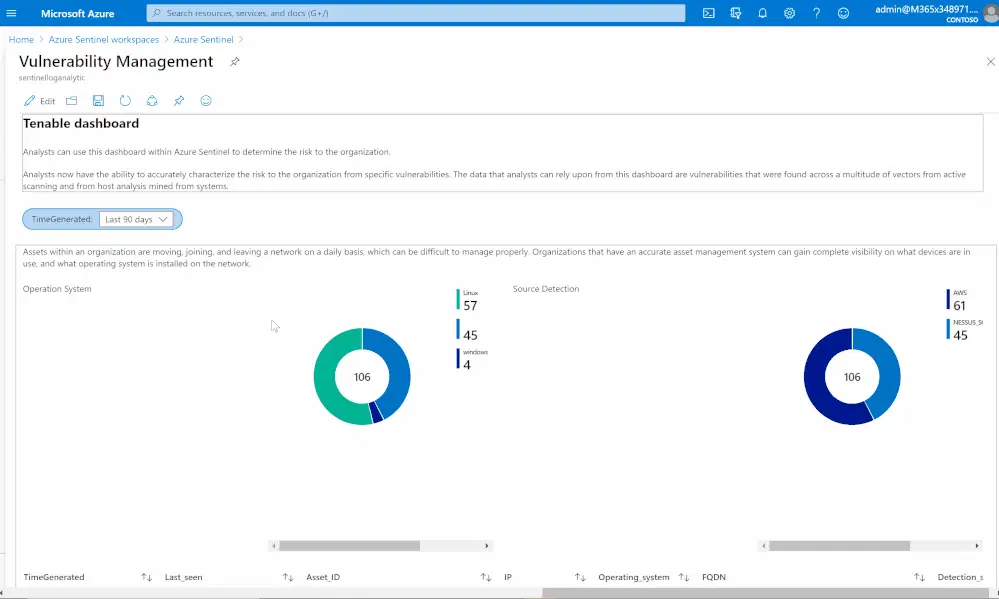 Microsoft Azure
Search resources, services, and docs (G+/)
admin@M365x348971....
CONTOSO
Home > Azure Sentinel workspaces > Azure Sentinel >
Vulnerability Management
sentinelloganalytic
Edit
Tenable dashboard
Analysts can use this dashboard within Azure Sentinel to determine the risk to the organization.
Analysts now have the ability to accurately characterize the risk to the organization from specific vulnerabilities. The data that analysts can rely upon from this dashboard are vulnerabilities that were found across a multitude of vectors from active
scanning and from host analysis mined from systems.
TimeGenerated: Last 90 days
Assets within an organization are moving, joining, and leaving a network on a daily basis, which can be difficult to manage properly. Organizations that have an accurate asset management system can gain complete visibility on what devices are in
use, and what operating system is installed on the network.
Operation System
Linux
57
45
windows
4
106
Source Detection
AWS
61
NESSUS_S
45
106
TimeGenerated Last_seen Asset_ID IP Operating_system FQDN Detection_s